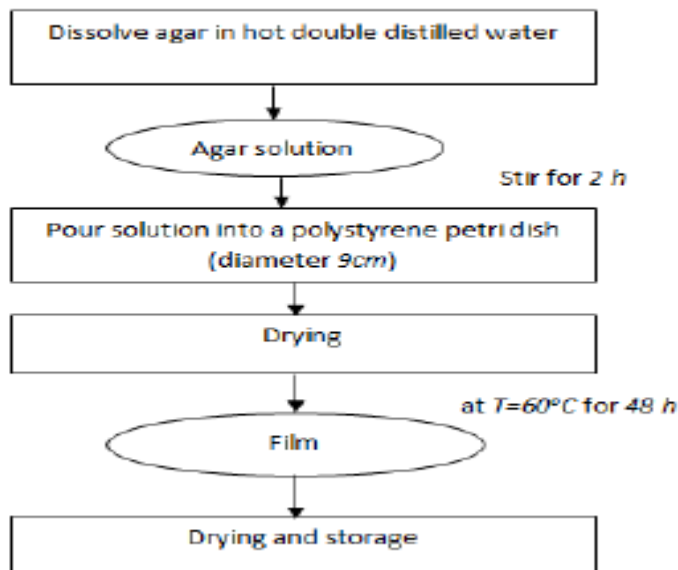 Dissolve agar in hot double distilled water
Agar solution
Stir for 2 h
Pour solution into a polystyrene petri dish
(diameter 9cm)
Drying
at T=60°C for 48 h
Film
Drying and storage